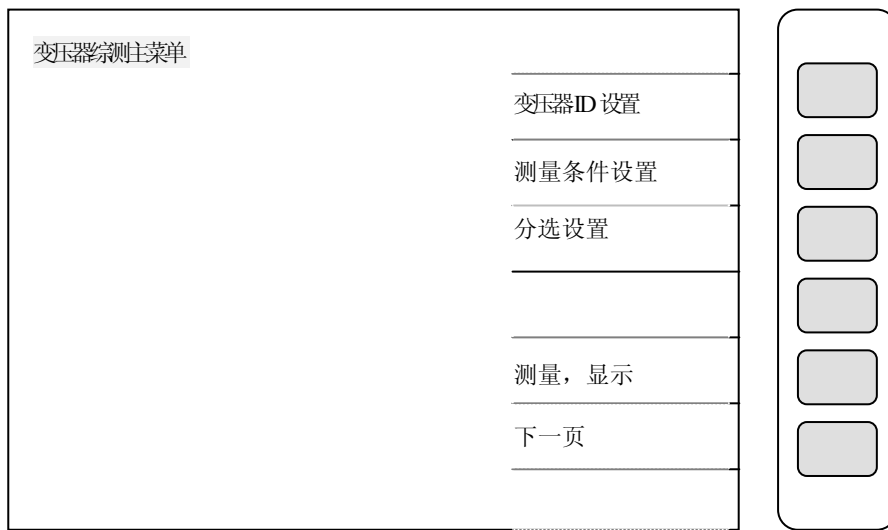 变压器综测主菜单
变压器ID 设置
测量条件设置
分选设置
测量，显示
下一页